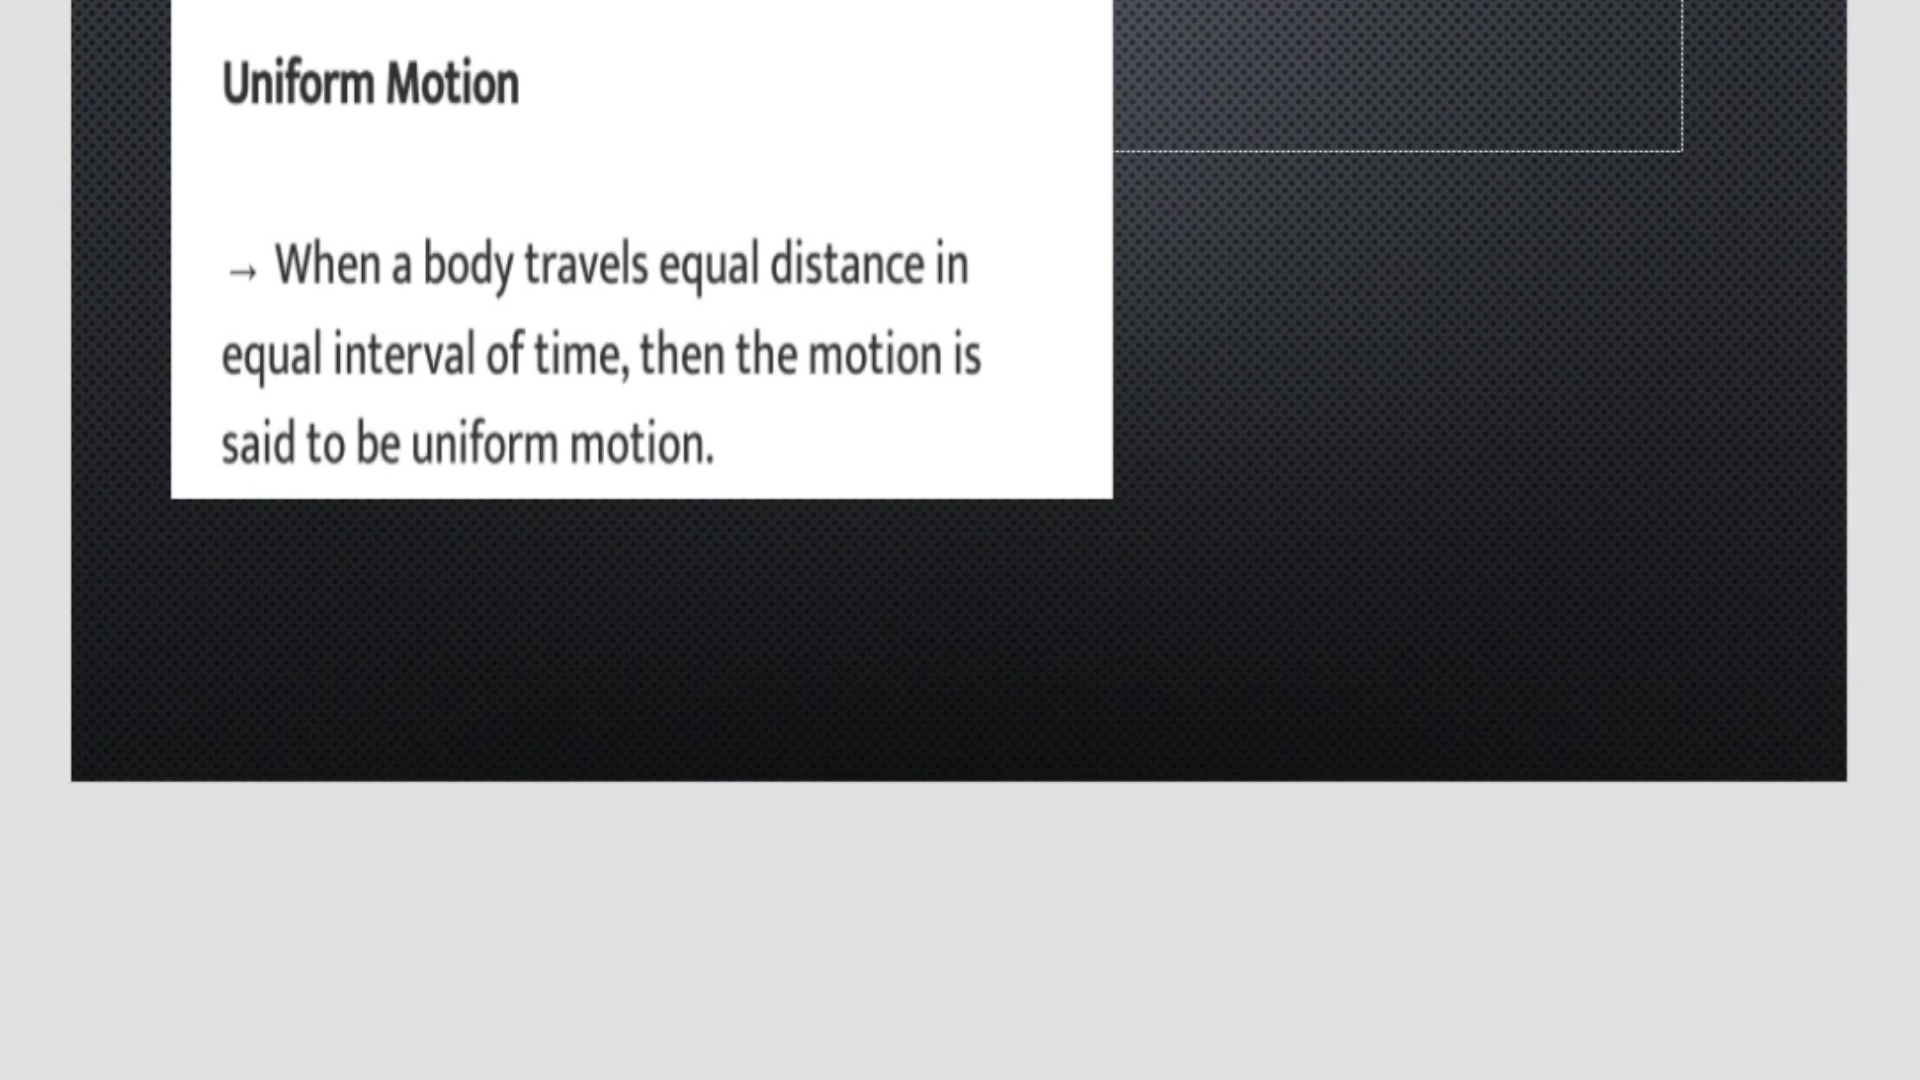 Uniform Motion
→ When a body travels equal distance in
equal interval of time, then the motion is
said to be uniform motion.